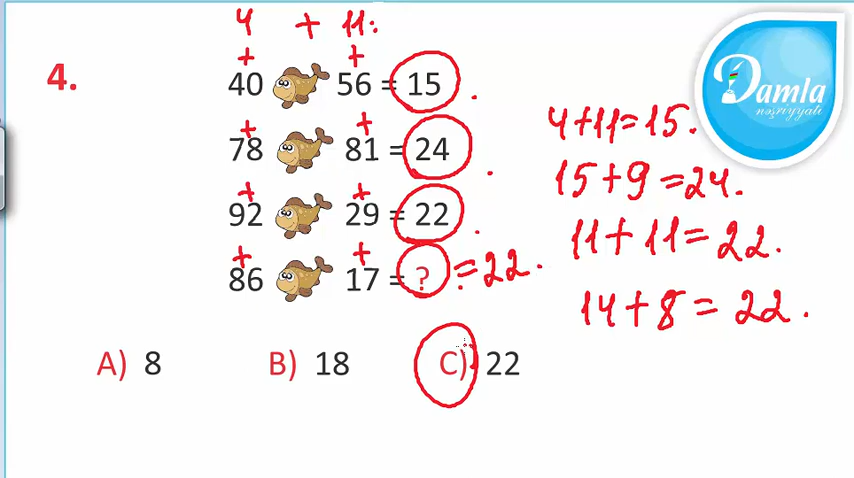 4 + 11.
+ +
4. 40 56 = 15 .
+ +
78 81 = 24 .
+ +
92 29 = 22 .
+ +
86 17 = ? = 22 .
A) 8 B) 18 C) 22
4+11=15.
15+9=24.
11+11=22.
14+8=22.
Damla
nəşriyyatı